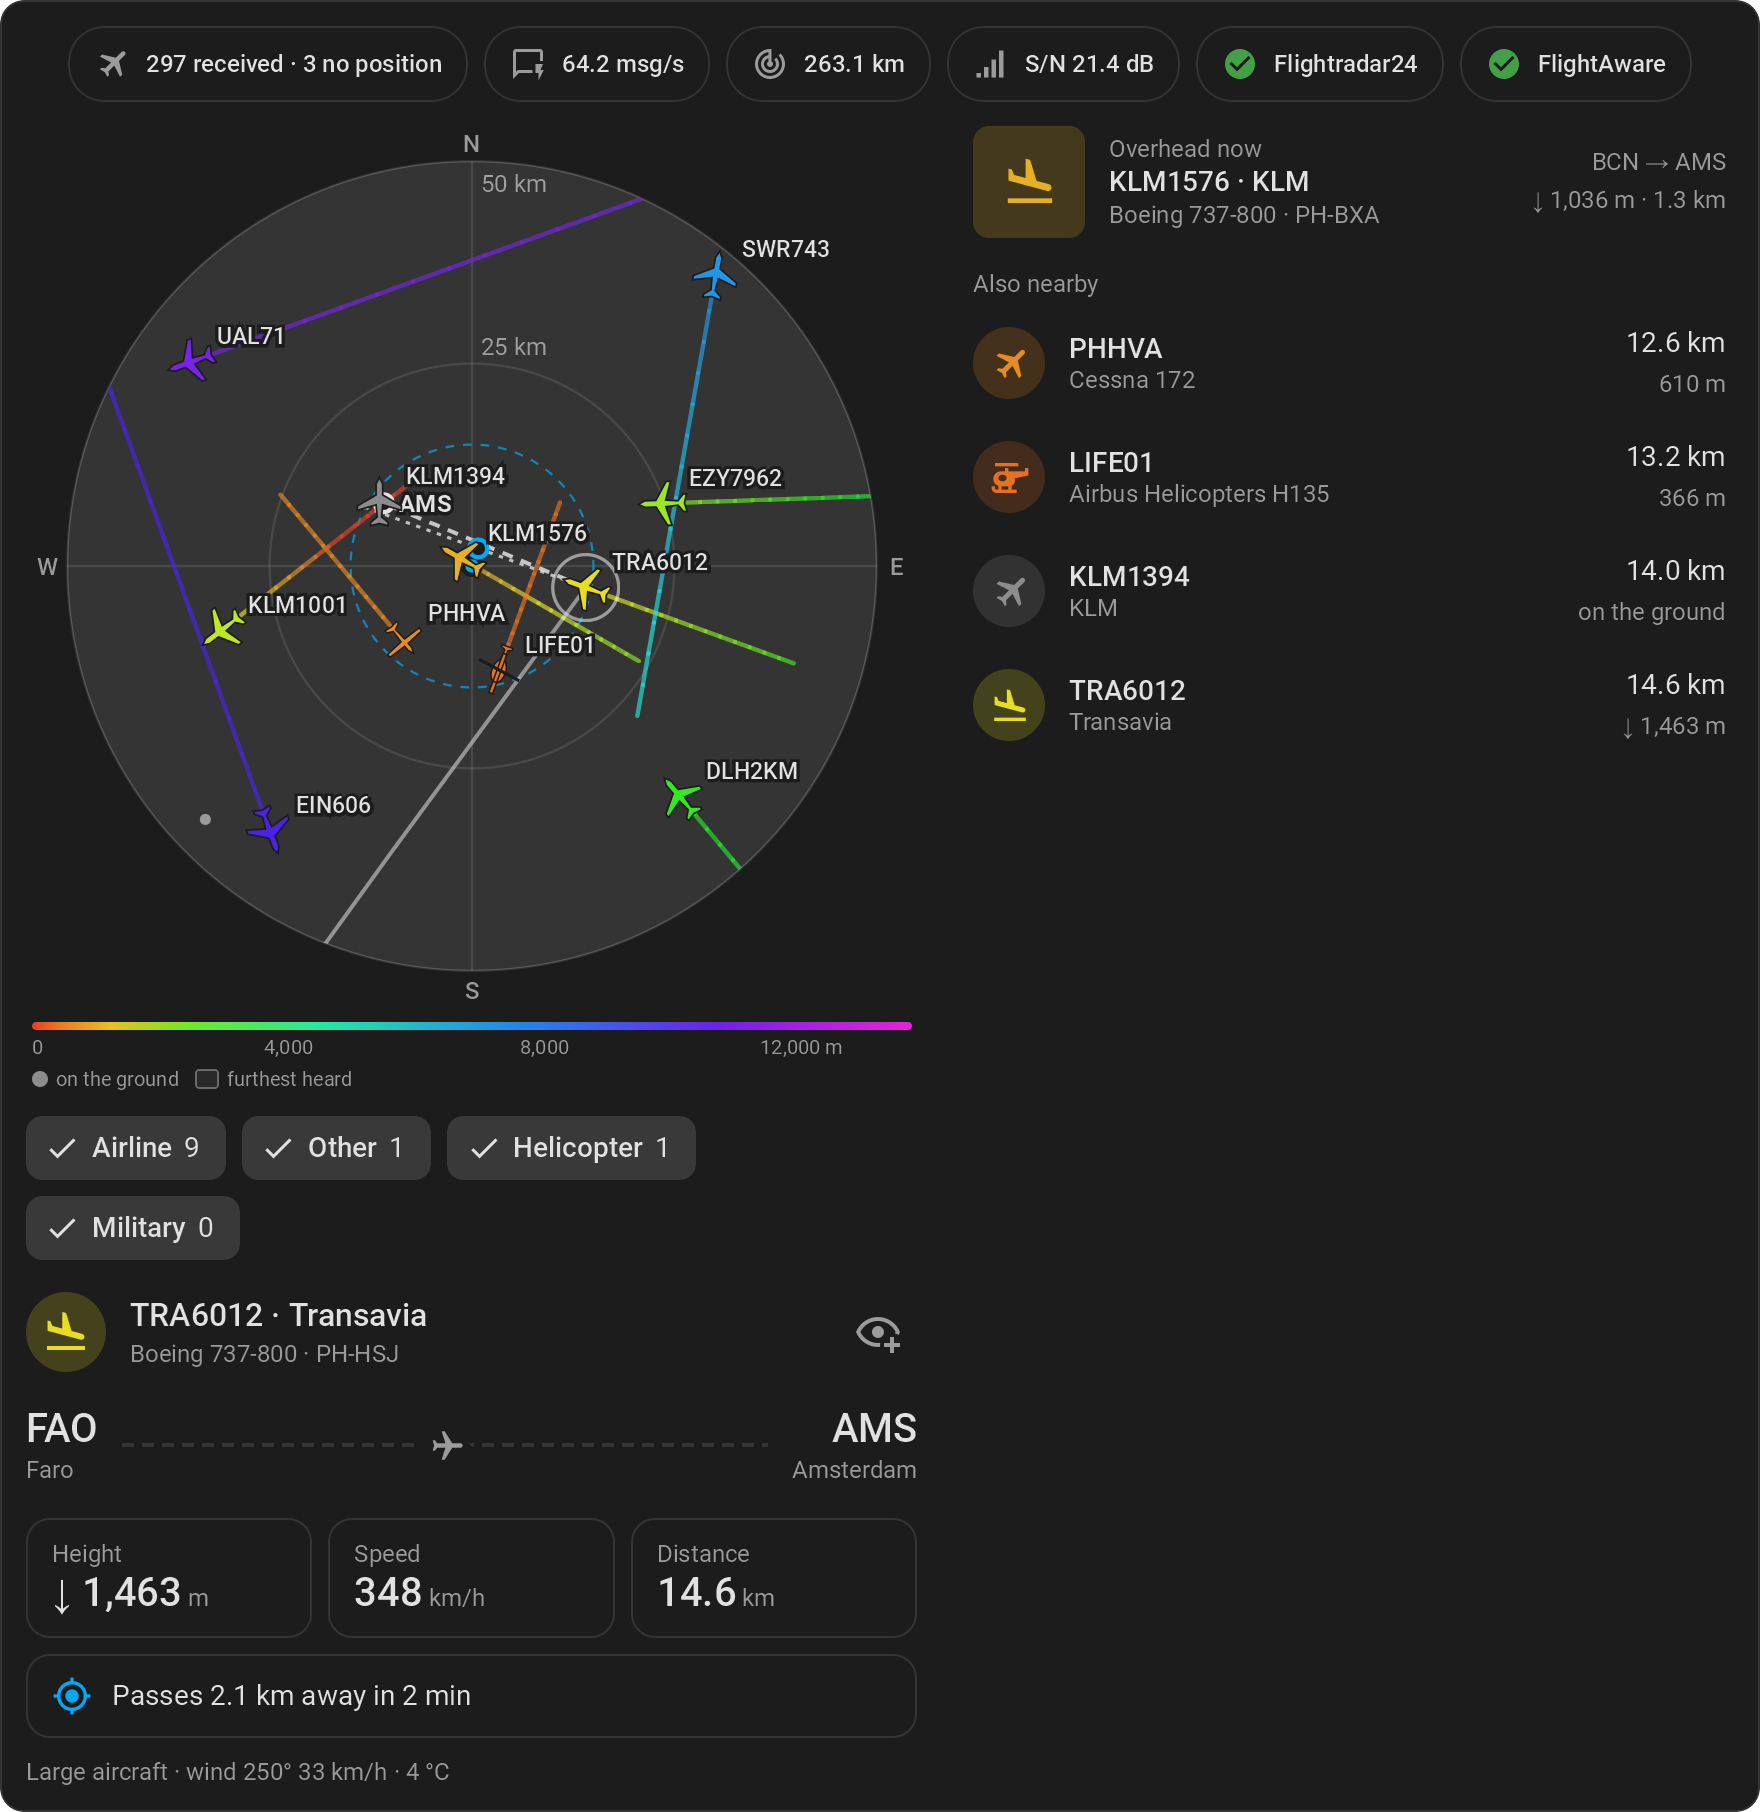 297 received · 3 no position
64.2 msg/s
263.1 km
S/N 21.4 dB
Flightradar24
FlightAware
N
50 km
25 km
W
E
S
SWR743
UAL71
KLM1394
AMS
EZY7962
KLM1576
TRA6012
KLM1001
PHHVA
LIFE01
DLH2KM
EIN606
0
4,000
8,000
12,000 m
on the ground
furthest heard
Airline 9
Other 1
Helicopter 1
Military 0
TRA6012 · Transavia
Boeing 737-800 · PH-HSJ
FAO
Faro
AMS
Amsterdam
Height
↓ 1,463 m
Speed
348 km/h
Distance
14.6 km
Passes 2.1 km away in 2 min
Large aircraft · wind 250° 33 km/h · 4 °C
Overhead now
KLM1576 · KLM
Boeing 737-800 · PH-BXA
BCN → AMS
↓ 1,036 m · 1.3 km
Also nearby
PHHVA
Cessna 172
12.6 km
610 m
LIFE01
Airbus Helicopters H135
13.2 km
366 m
KLM1394
KLM
14.0 km
on the ground
TRA6012
Transavia
14.6 km
↓ 1,463 m